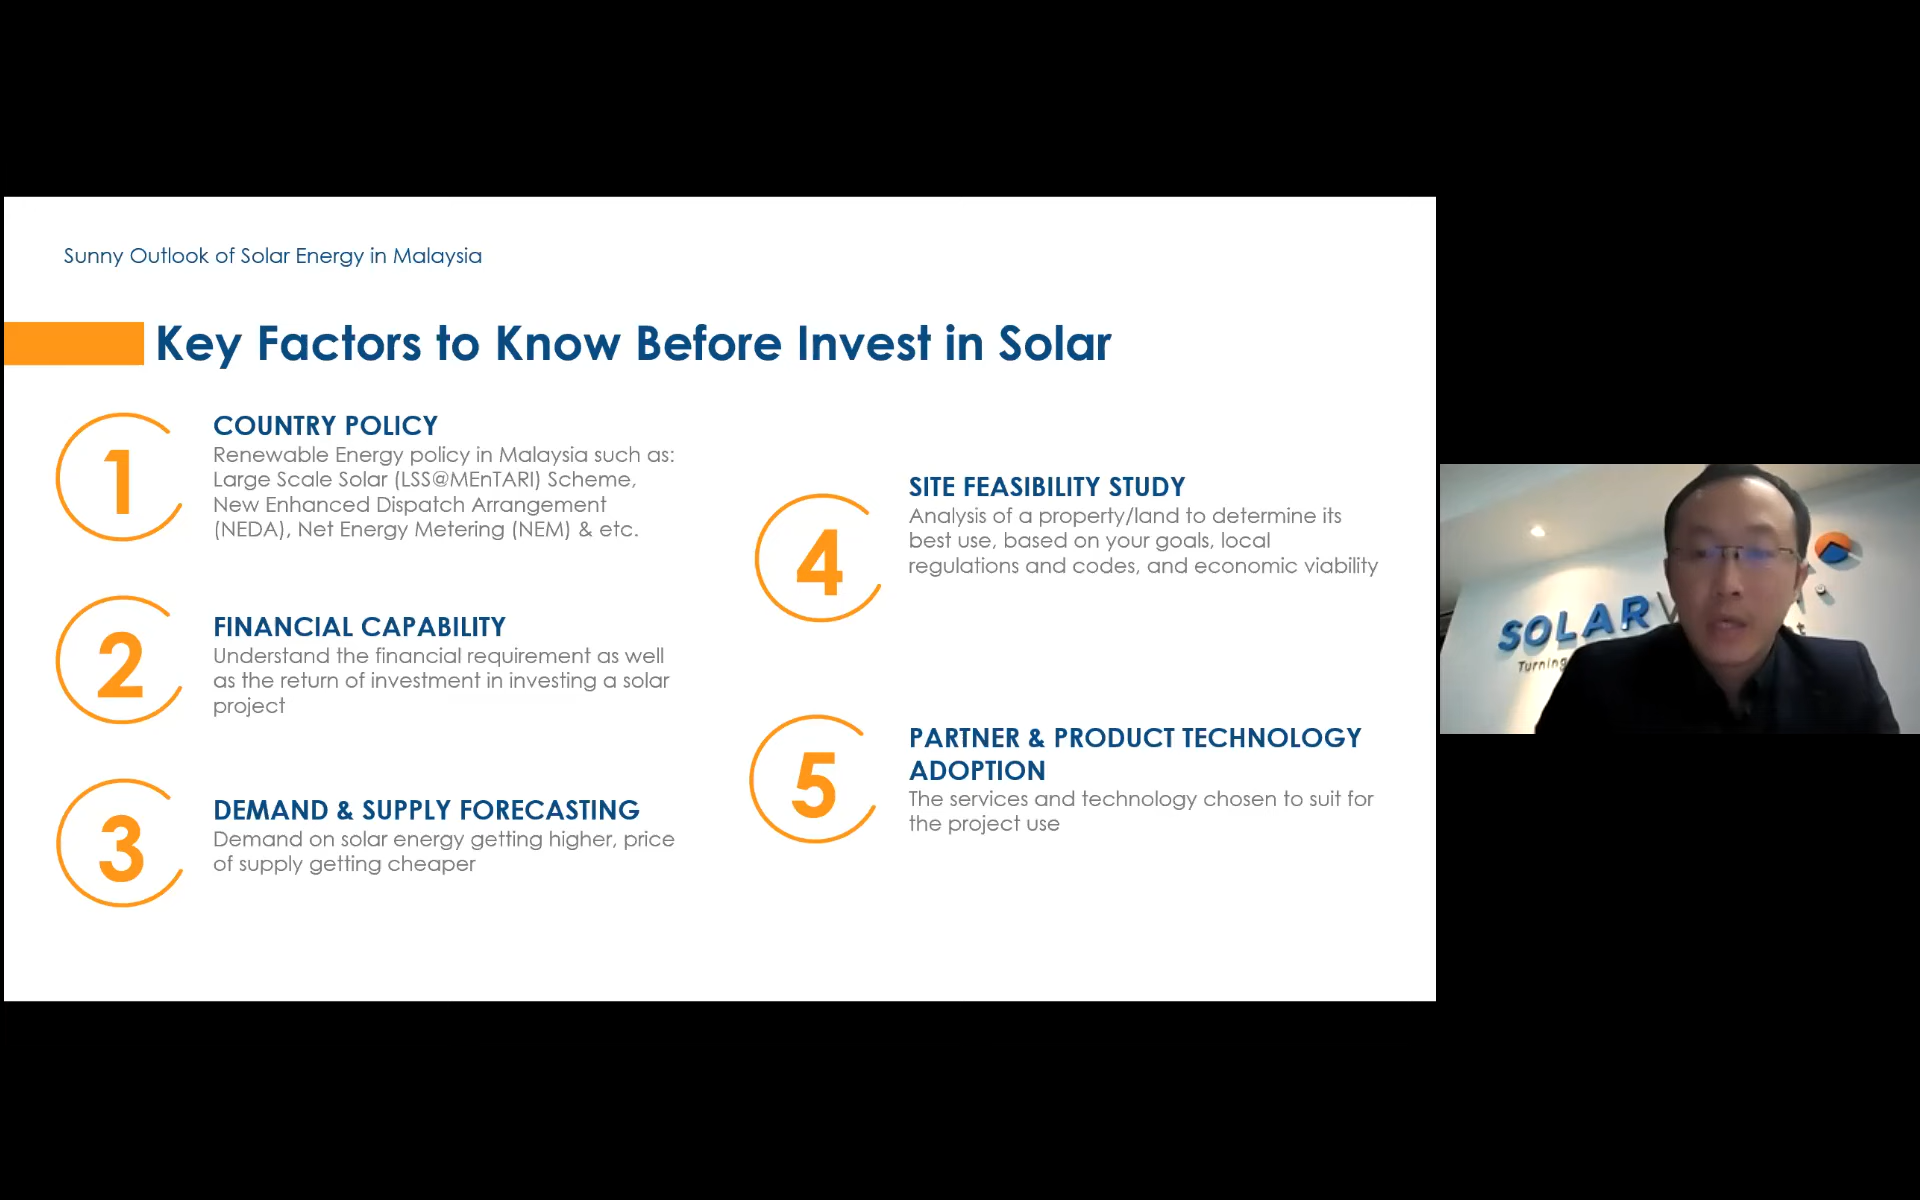 Sunny Outlook of Solar Energy in Malaysia
Key Factors to Know Before Invest in Solar
1
COUNTRY POLICY
Renewable Energy policy in Malaysia such as:
Large Scale Solar (LSS@MEnTARI) Scheme,
New Enhanced Dispatch Arrangement
(NEDA), Net Energy Metering (NEM) & etc.
2
FINANCIAL CAPABILITY
Understand the financial requirement as well
as the return of investment in investing a solar
project
3
DEMAND & SUPPLY FORECASTING
Demand on solar energy getting higher, price
of supply getting cheaper
4
SITE FEASIBILITY STUDY
Analysis of a property/land to determine its
best use, based on your goals, local
regulations and codes, and economic viability
5
PARTNER & PRODUCT TECHNOLOGY
ADOPTION
The services and technology chosen to suit for
the project use
SOLAR
Turning